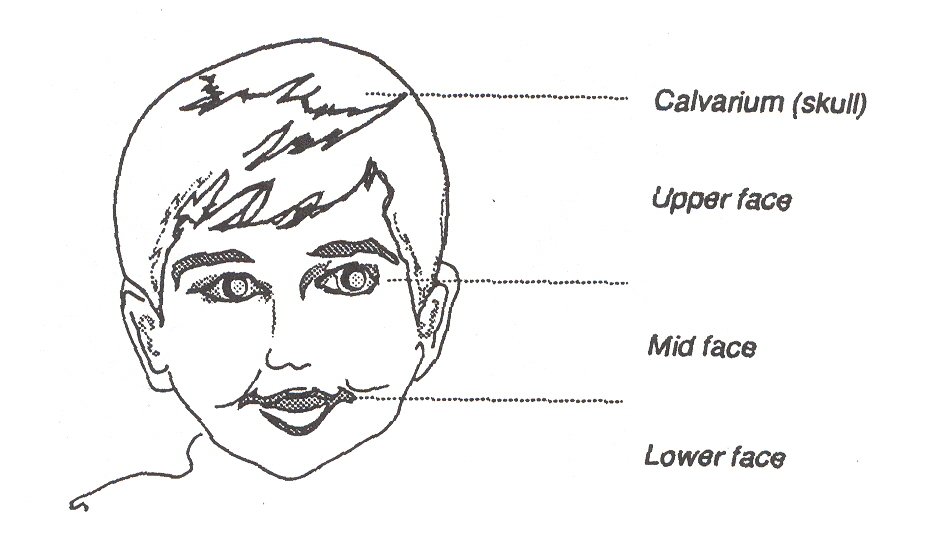 Calvarium (skull)
Upper face
Mid face
Lower face